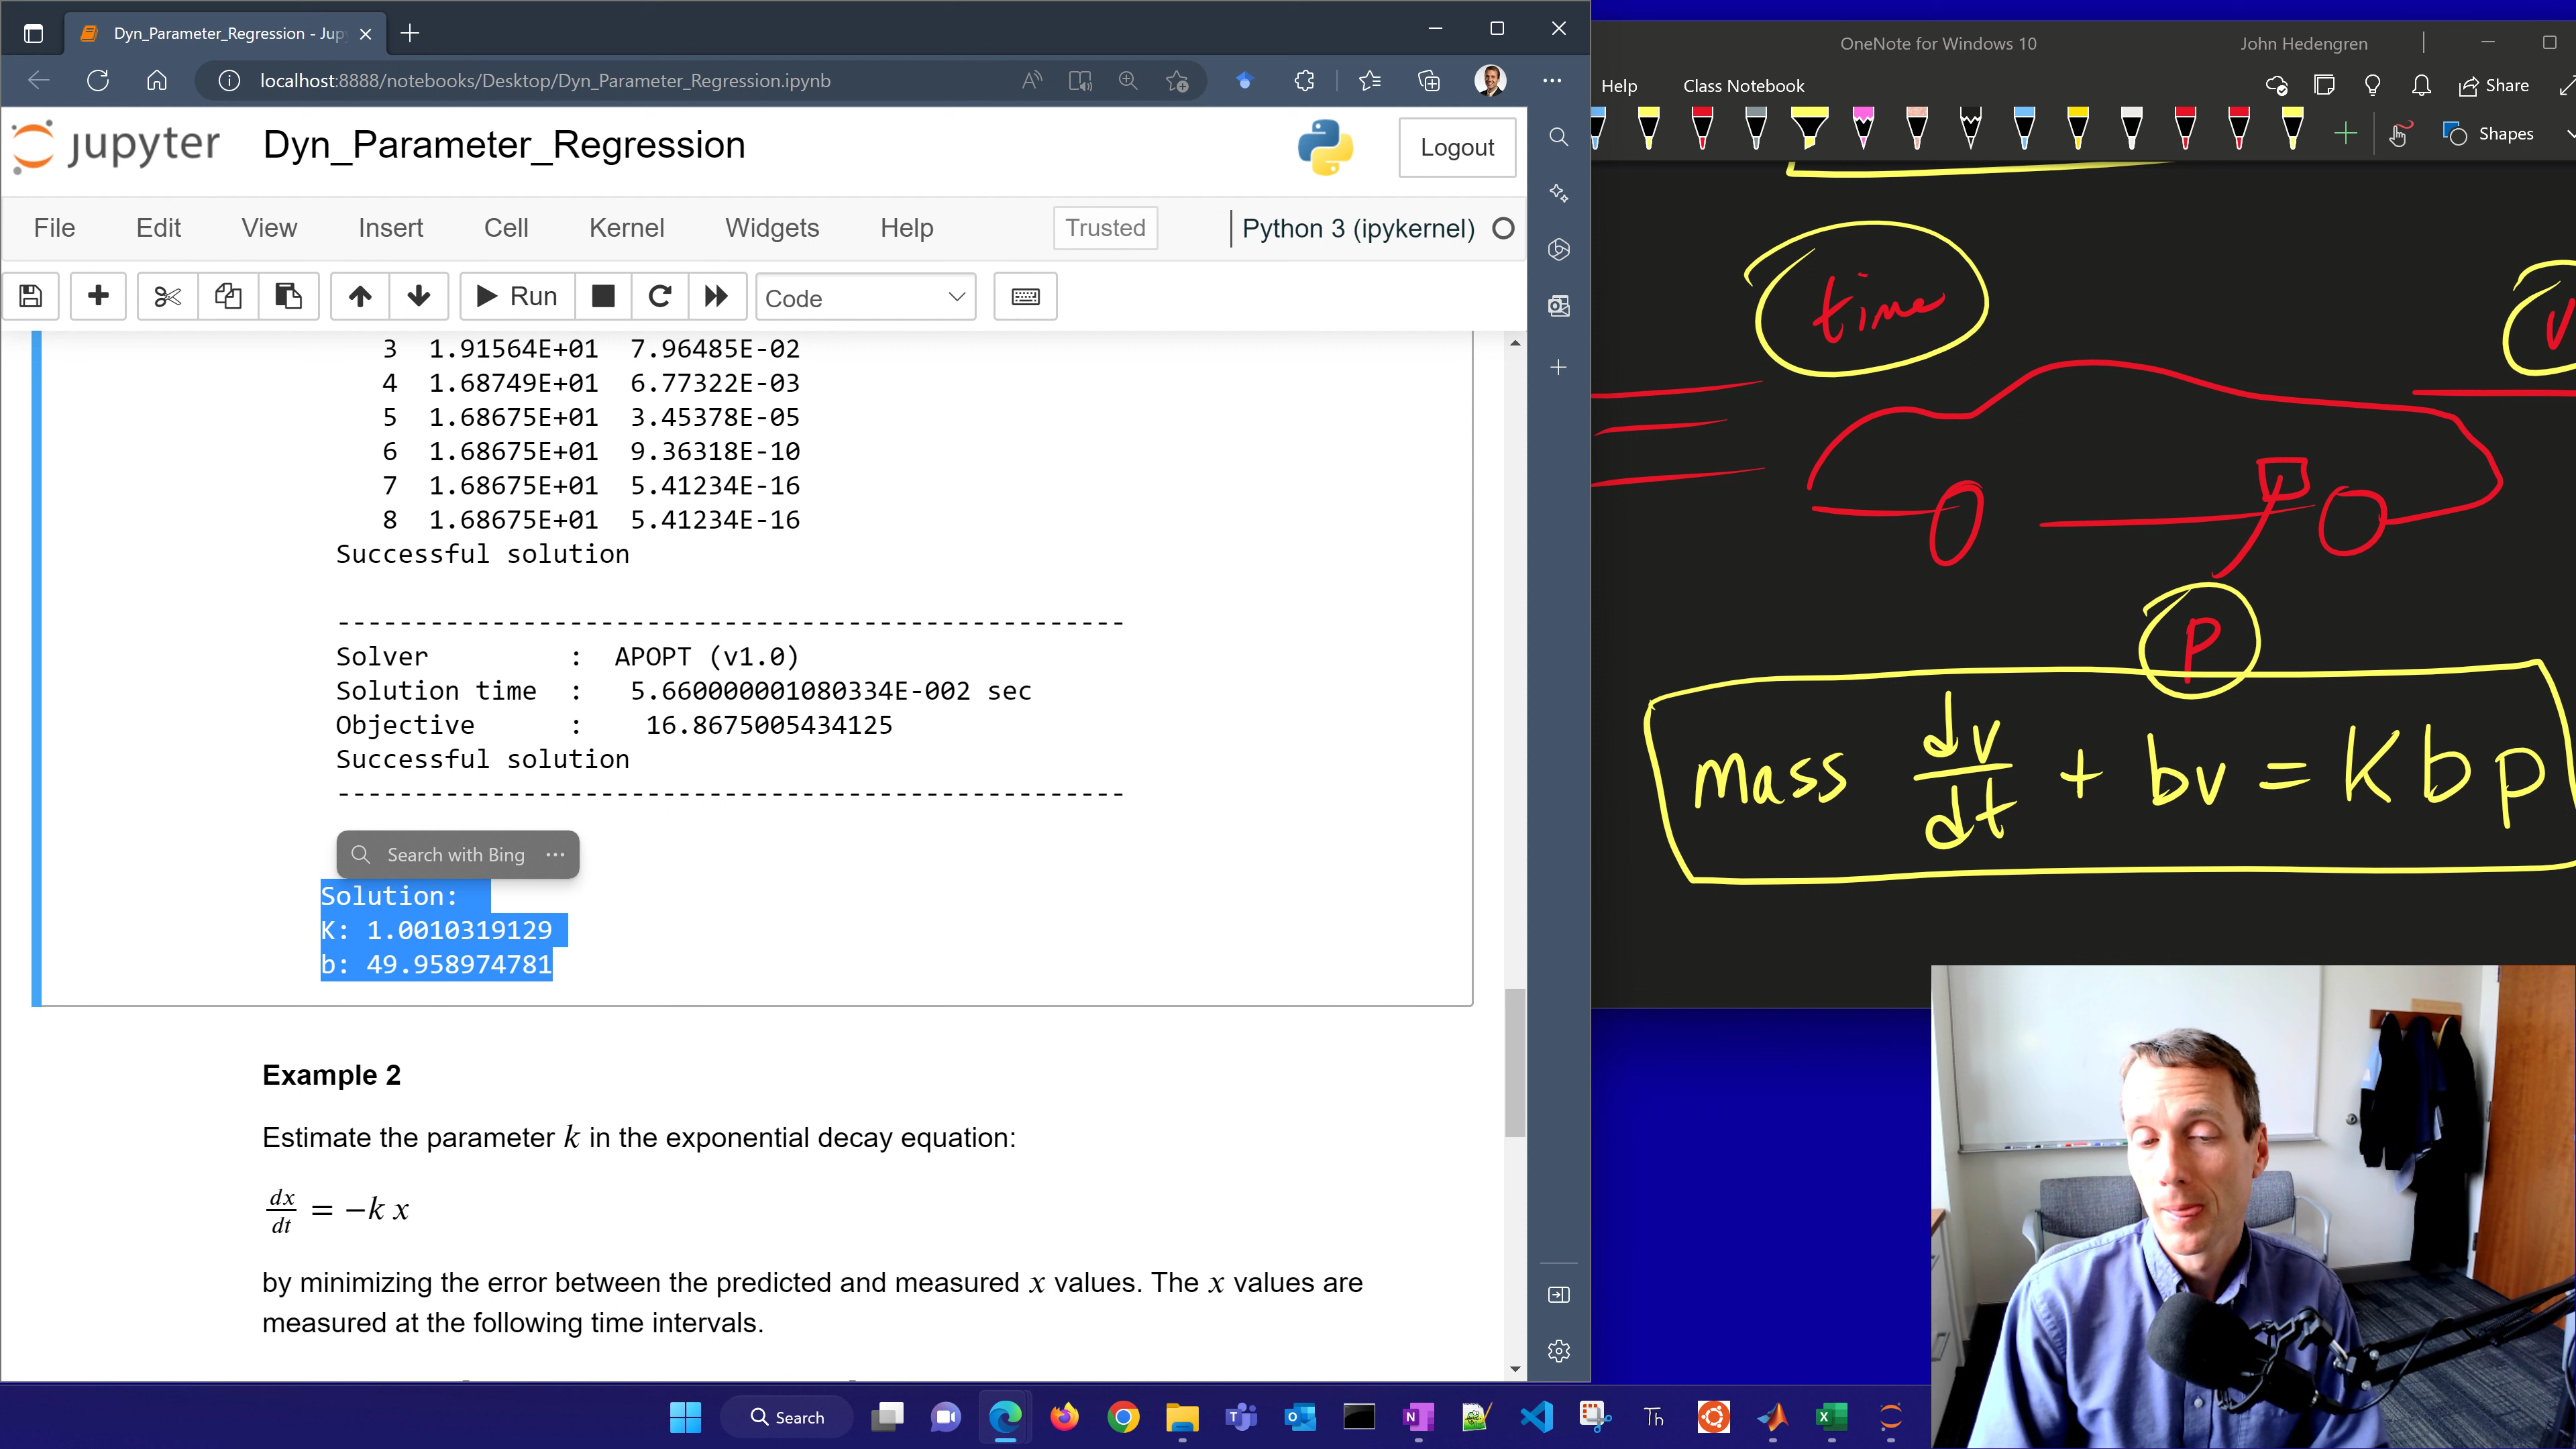 Dyn_Parameter_Regression - Jup
localhost:8888/notebooks/Desktop/Dyn_Parameter_Regression.ipynb
jupyter Dyn_Parameter_Regression
Logout
File Edit View Insert Cell Kernel Widgets Help Trusted Python 3 (ipykernel)
Run Code
3 1.91564E+01 7.96485E-02
4 1.68749E+01 6.77322E-03
5 1.68675E+01 3.45378E-05
6 1.68675E+01 9.36318E-10
7 1.68675E+01 5.41234E-16
8 1.68675E+01 5.41234E-16
Successful solution
---------------------------------------------------
Solver : APOPT (v1.0)
Solution time : 5.660000001080334E-002 sec
Objective : 16.8675005434125
Successful solution
---------------------------------------------------
Search with Bing ...
Solution:
K: 1.0010319129
b: 49.958974781
Example 2
Estimate the parameter k in the exponential decay equation:
dx/dt = −k x
by minimizing the error between the predicted and measured x values. The x values are
measured at the following time intervals.
OneNote for Windows 10 John Hedengren
Help Class Notebook Share
Shapes
time
v
p
mass dv/dt + bv = K b p
Search
Th